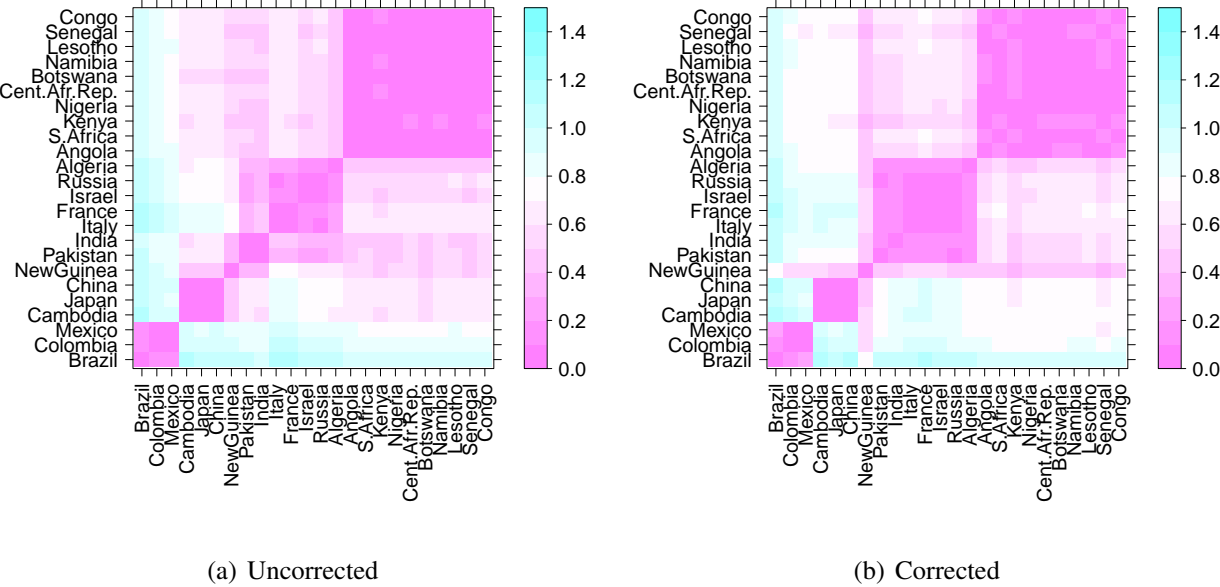 Congo
Senegal
Lesotho
Namibia
Botswana
Cent.Afr.Rep.
Nigeria
Kenya
S.Africa
Angola
Algeria
Russia
Israel
France
Italy
India
Pakistan
NewGuinea
China
Japan
Cambodia
Mexico
Colombia
Brazil
Brazil
Colombia
Mexico
Cambodia
Japan
China
NewGuinea
Pakistan
India
Italy
France
Israel
Russia
Algeria
Angola
S.Africa
Kenya
Nigeria
Cent.Afr.Rep.
Botswana
Namibia
Lesotho
Senegal
Congo
1.4
1.2
1.0
0.8
0.6
0.4
0.2
0.0
(a) Uncorrected
Congo
Senegal
Lesotho
Namibia
Botswana
Cent.Afr.Rep.
Nigeria
Kenya
S.Africa
Angola
Algeria
Russia
Israel
France
Italy
India
Pakistan
NewGuinea
China
Japan
Cambodia
Mexico
Colombia
Brazil
Brazil
Colombia
Mexico
Cambodia
Japan
China
NewGuinea
Pakistan
India
Italy
France
Israel
Russia
Algeria
Angola
S.Africa
Kenya
Nigeria
Cent.Afr.Rep.
Botswana
Namibia
Lesotho
Senegal
Congo
1.4
1.2
1.0
0.8
0.6
0.4
0.2
0.0
(b) Corrected